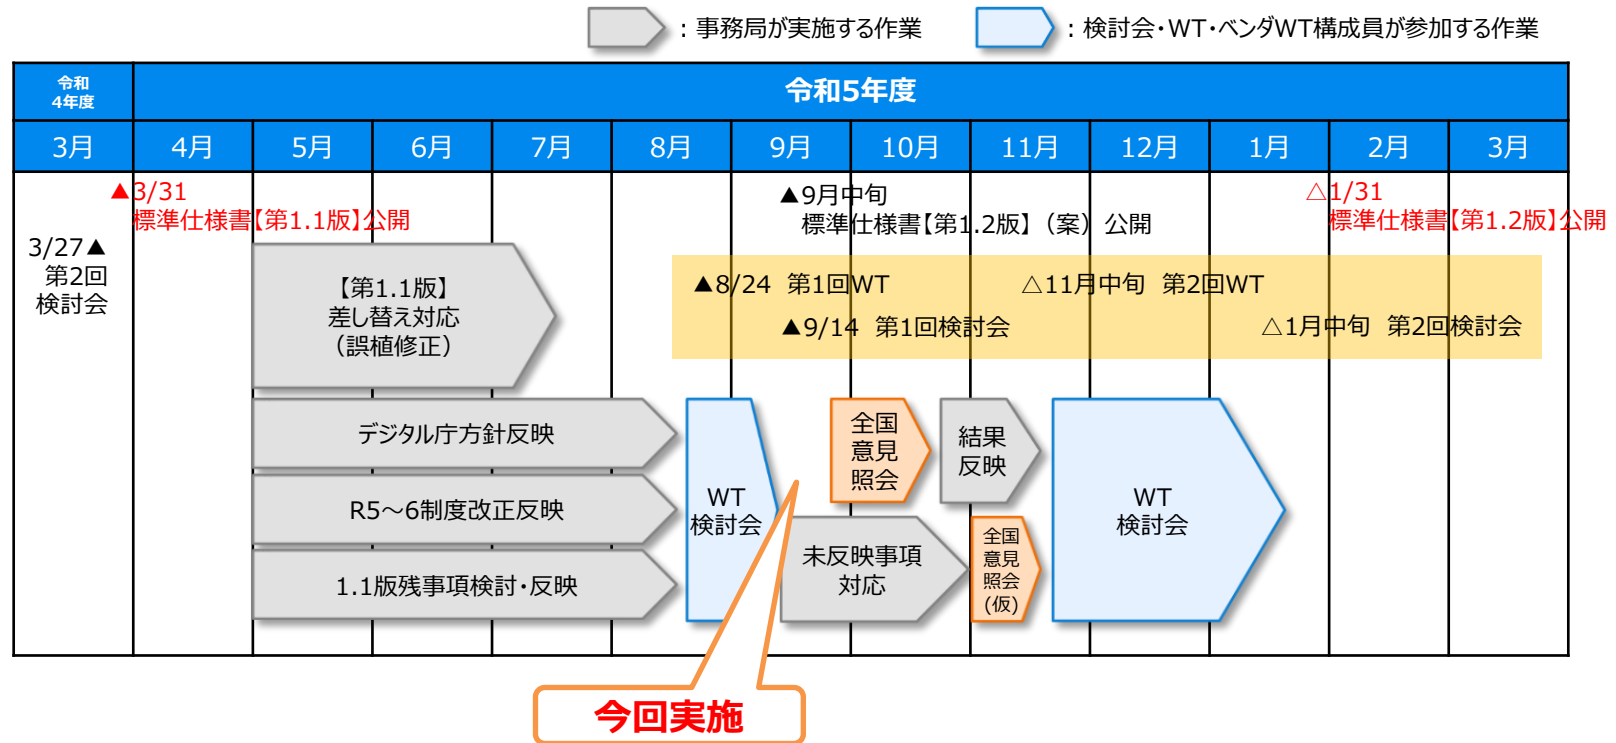 ：事務局が実施する作業
：検討会・WT・ベンダWT構成員が参加する作業
令和
4年度
令和5年度
3月 4月 5月 6月 7月 8月 9月 10月 11月 12月 1月 2月 3月
▲3/31
標準仕様書【第1.1版】公開
▲9月中旬
標準仕様書【第1.2版】（案）公開
△1/31
標準仕様書【第1.2版】公開
3/27▲
第2回
検討会
【第1.1版】
差し替え対応
（誤植修正）
▲8/24 第1回WT
△11月中旬 第2回WT
▲9/14 第1回検討会
△1月中旬 第2回検討会
デジタル庁方針反映
R5～6制度改正反映
1.1版残事項検討・反映
WT
検討会
全国
意見
照会
結果
反映
未反映事項
対応
全国
意見
照会
(仮)
WT
検討会
今回実施